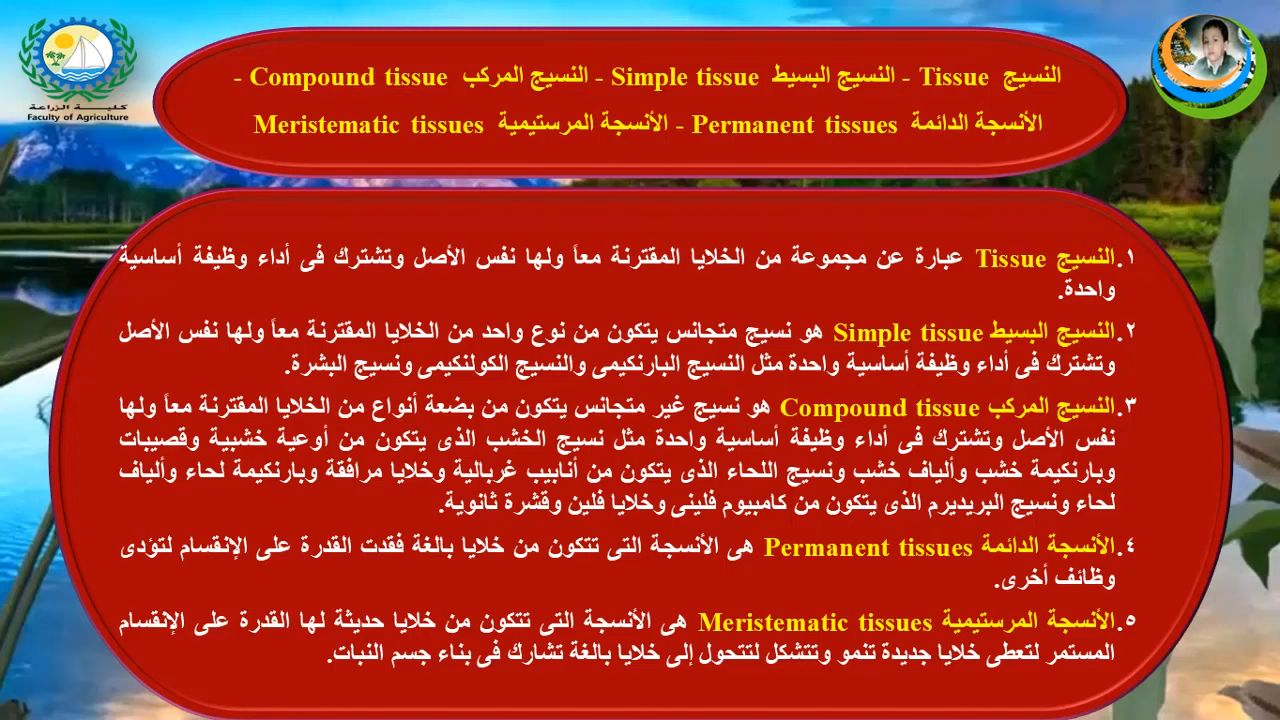 كلية الزراعة
Faculty of Agriculture
النسيج Tissue - النسيج البسيط Simple tissue - النسيج المركب Compound tissue -
الأنسجة الدائمة Permanent tissues - الأنسجة المرستيمية Meristematic tissues
١. النسيج Tissue عبارة عن مجموعة من الخلايا المقترنة معاً ولها نفس الأصل وتشترك فى أداء وظيفة أساسية
واحدة.
٢. النسيج البسيط Simple tissue هو نسيج متجانس يتكون من نوع واحد من الخلايا المقترنة معاً ولها نفس الأصل
وتشترك فى أداء وظيفة أساسية واحدة مثل النسيج البارنكيمى والنسيج الكولنكيمى ونسيج البشرة.
٣. النسيج المركب Compound tissue هو نسيج غير متجانس يتكون من بضعة أنواع من الخلايا المقترنة معاً ولها
نفس الأصل وتشترك فى أداء وظيفة أساسية واحدة مثل نسيج الخشب الذى يتكون من أوعية خشبية وقصيبات
وبارنكيمة خشب وألياف خشب ونسيج اللحاء الذى يتكون من أنابيب غربالية وخلايا مرافقة وبارنكيمة لحاء وألياف
لحاء ونسيج البريديرم الذى يتكون من كامبيوم فلينى وخلايا فلين وقشرة ثانوية.
٤. الأنسجة الدائمة Permanent tissues هى الأنسجة التى تتكون من خلايا بالغة فقدت القدرة على الإنقسام لتؤدى
وظائف أخرى.
٥. الأنسجة المرستيمية Meristematic tissues هى الأنسجة التى تتكون من خلايا حديثة لها القدرة على الإنقسام
المستمر لتعطى خلايا جديدة تنمو وتتشكل لتتحول إلى خلايا بالغة تشارك فى بناء جسم النبات.